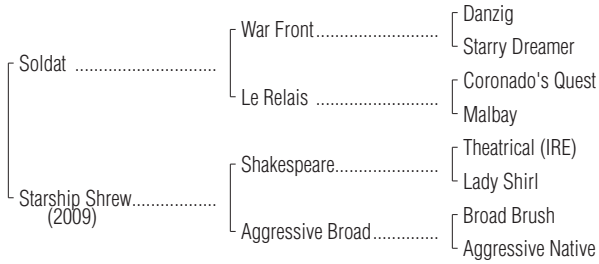 Danzig
War Front..........................
Starry Dreamer
Soldat ..............................
Coronado's Quest
Le Relais ..........................
Malbay
Theatrical (IRE)
Shakespeare......................
Lady Shirl
Starship Shrew..................
(2009)
Broad Brush
Aggressive Broad..............
Aggressive Native